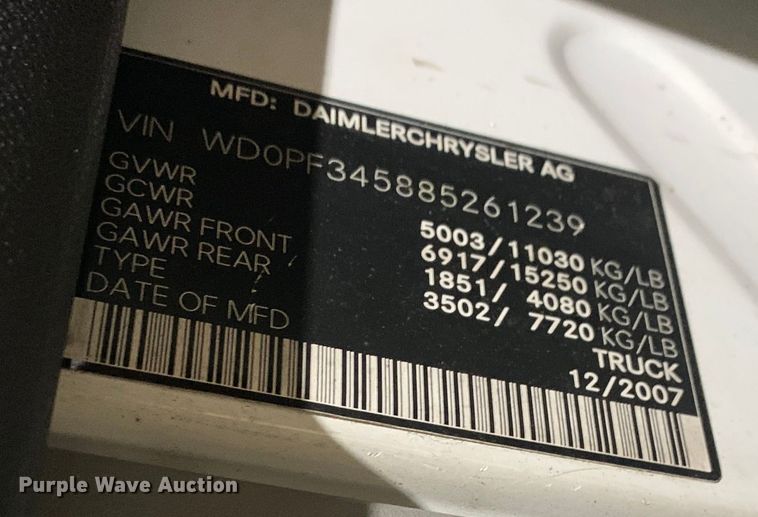 MFD: DAIMLERCHRYSLER AG
VIN WD0PF345885261239
GVWR 5003/11030 KG/LB
GCWR 6917/15250 KG/LB
GAWR FRONT 1851/ 4080 KG/LB
GAWR REAR 3502/ 7720 KG/LB
TYPE TRUCK
DATE OF MFD 12/2007
Purple Wave Auction